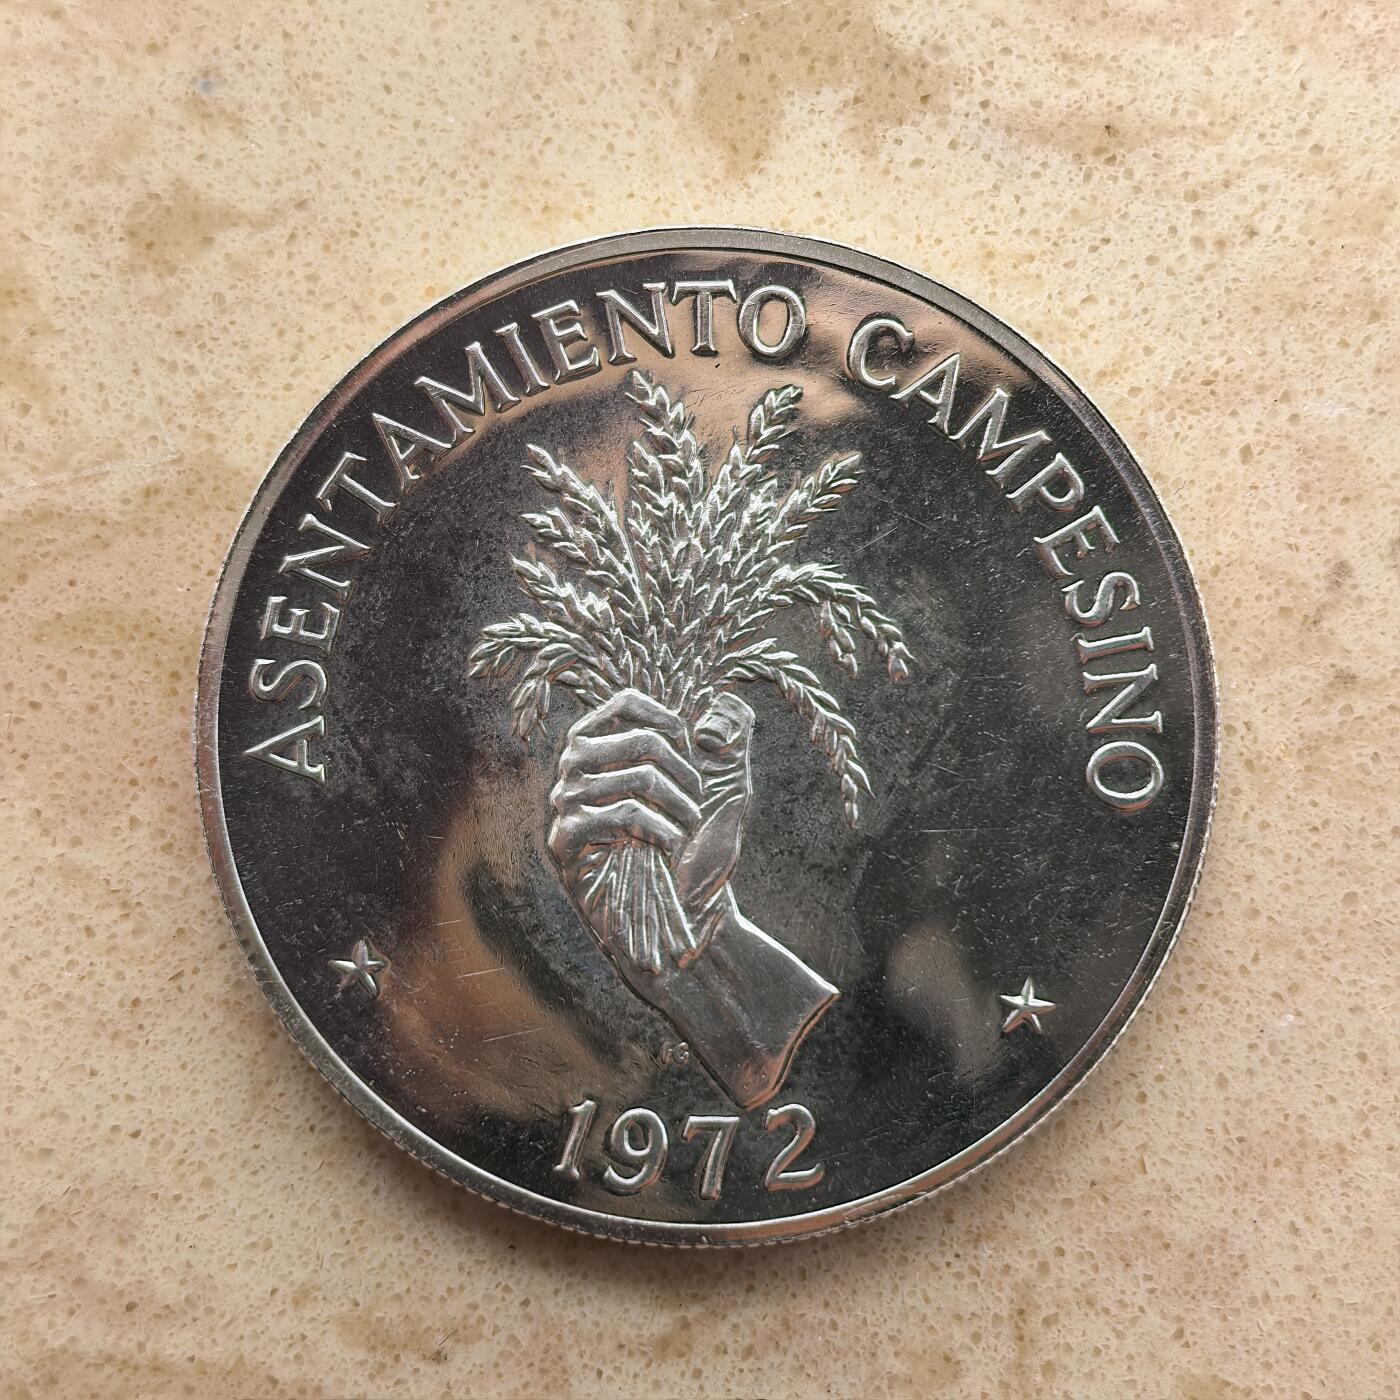 ASENTAMIENTO CAMPESINO
1972